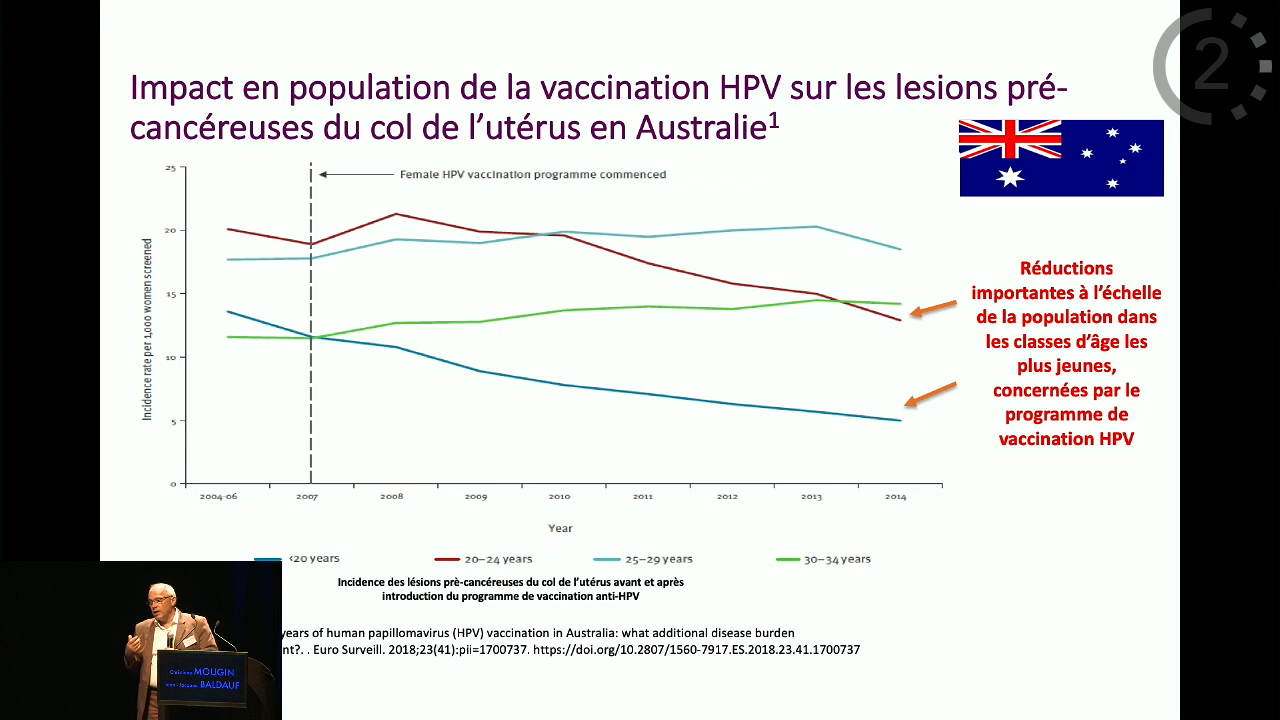 2
Impact en population de la vaccination HPV sur les lesions pré-
cancéreuses du col de l'utérus en Australie1
Female HPV vaccination programme commenced
Incidence rate per 1,000 women screened
25
20
15
10
5
0
2004-06 2007 2008 2009 2010 2011 2012 2013 2014
Year
<20 years 20–24 years 25–29 years 30–34 years
Réductions
importantes à l'échelle
de la population dans
les classes d'âge les
plus jeunes,
concernées par le
programme de
vaccination HPV
Incidence des lésions prè-cancéreuses du col de l'utérus avant et après
introduction du programme de vaccination anti-HPV
years of human papillomavirus (HPV) vaccination in Australia: what additional disease burden
nt?. . Euro Surveill. 2018;23(41):pii=1700737. https://doi.org/10.2807/1560-7917.ES.2018.23.41.1700737
MOUGIN
BALDAUF